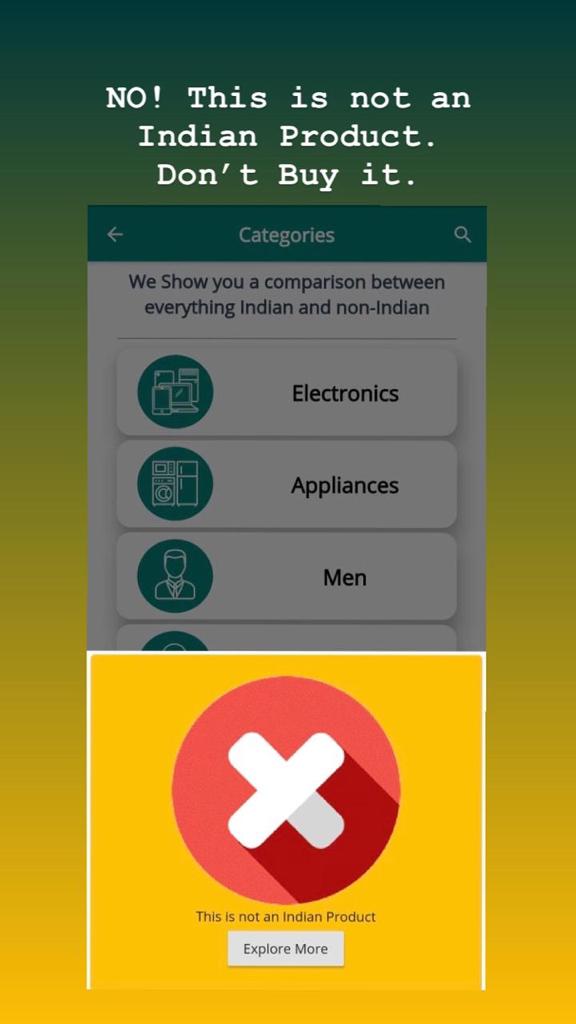 NO! This is not an
Indian Product.
Don't Buy it.
Categories
We Show you a comparison between
everything Indian and non-Indian
Electronics
Appliances
Men
This is not an Indian Product
Explore More